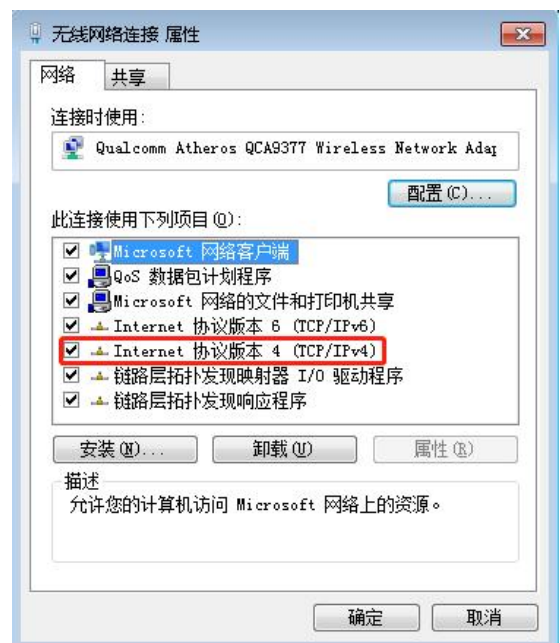 无线网络连接 属性
网络
共享
连接时使用:
Qualcomm Atheros QCA9377 Wireless Network Adap
配置(C)...
此连接使用下列项目(O):
Microsoft 网络客户端
QoS 数据包计划程序
Microsoft 网络的文件和打印机共享
Internet 协议版本 6 (TCP/IPv6)
Internet 协议版本 4 (TCP/IPv4)
链路层拓扑发现映射器 I/O 驱动程序
链路层拓扑发现响应程序
安装(N)...
卸载(U)
属性(R)
描述
允许您的计算机访问 Microsoft 网络上的资源。
确定
取消